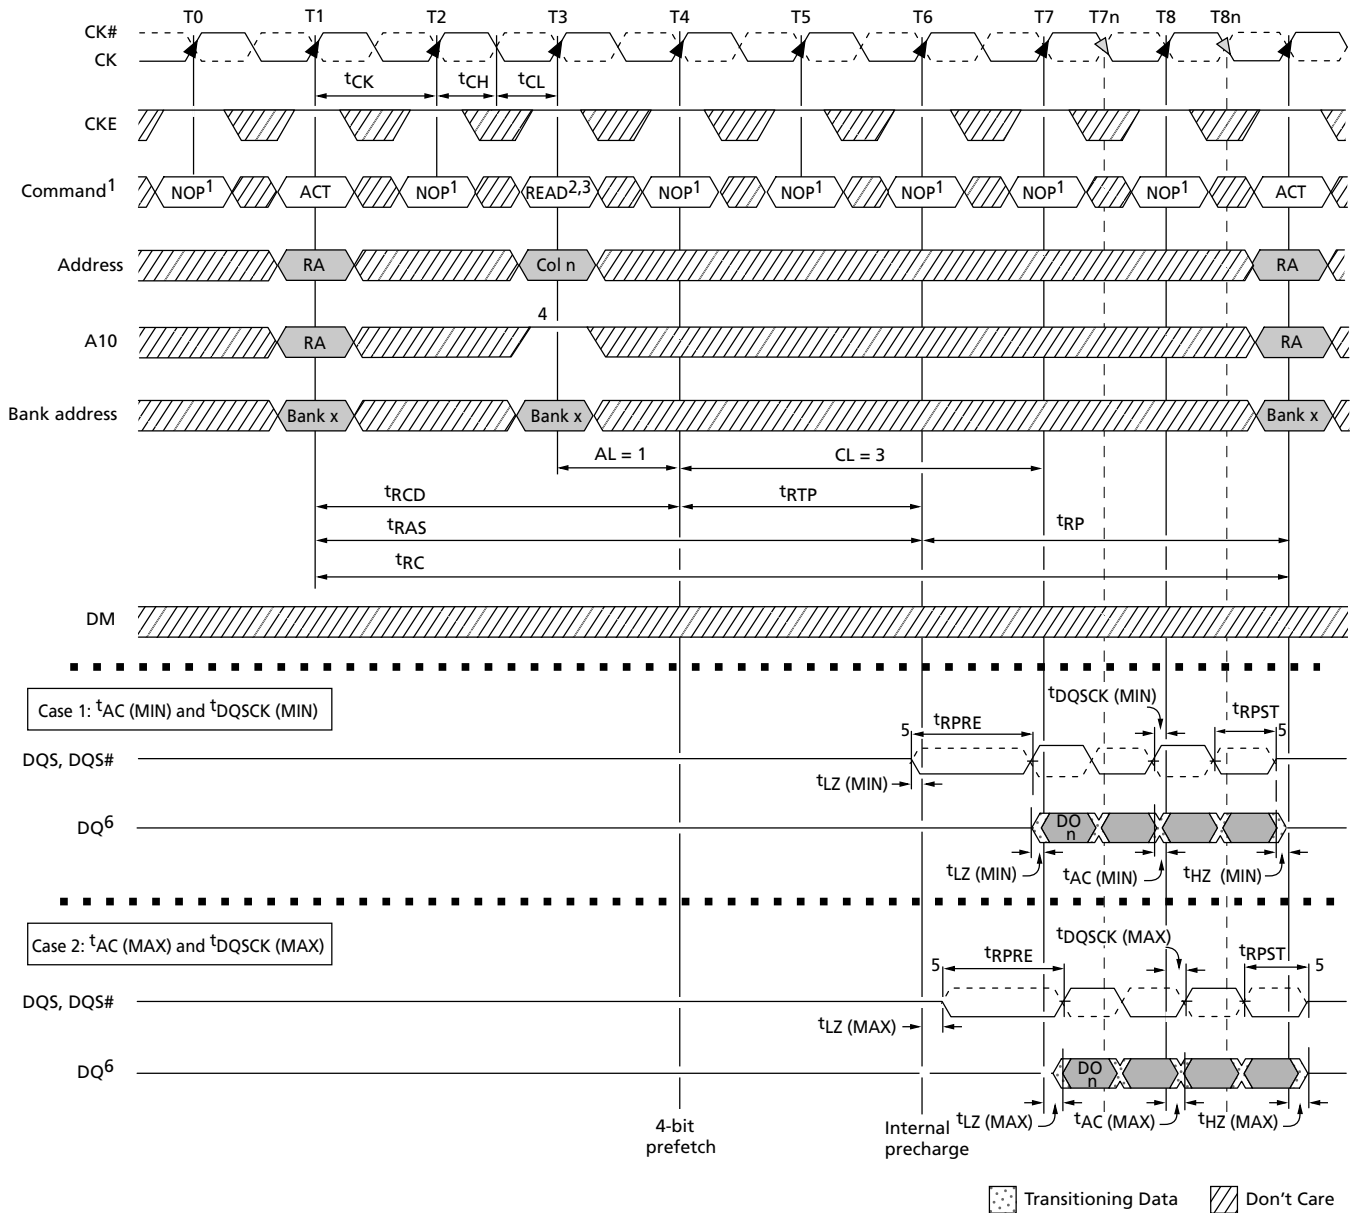 T0 T1 T2 T3 T4 T5 T6 T7 T7n T8 T8n
CK#
CK
tCK tCH tCL
CKE
Command1 NOP1 ACT NOP1 READ2,3 NOP1 NOP1 NOP1 NOP1 NOP1 ACT
Address RA Col n RA
4
A10 RA RA
Bank address Bank x Bank x Bank x
AL = 1 CL = 3
tRCD tRTP
tRAS tRP
tRC
DM
Case 1: tAC (MIN) and tDQSCK (MIN)
tDQSCK (MIN)
5 tRPRE tRPST 5
DQS, DQS#
tLZ (MIN)
DQ6 DO n
tLZ (MIN) tAC (MIN) tHZ (MIN)
Case 2: tAC (MAX) and tDQSCK (MAX)
tDQSCK (MAX)
5 tRPRE tRPST 5
DQS, DQS#
tLZ (MAX)
DQ6 DO n
tLZ (MAX) tAC (MAX) tHZ (MAX)
4-bit prefetch
Internal precharge
Transitioning Data Don't Care